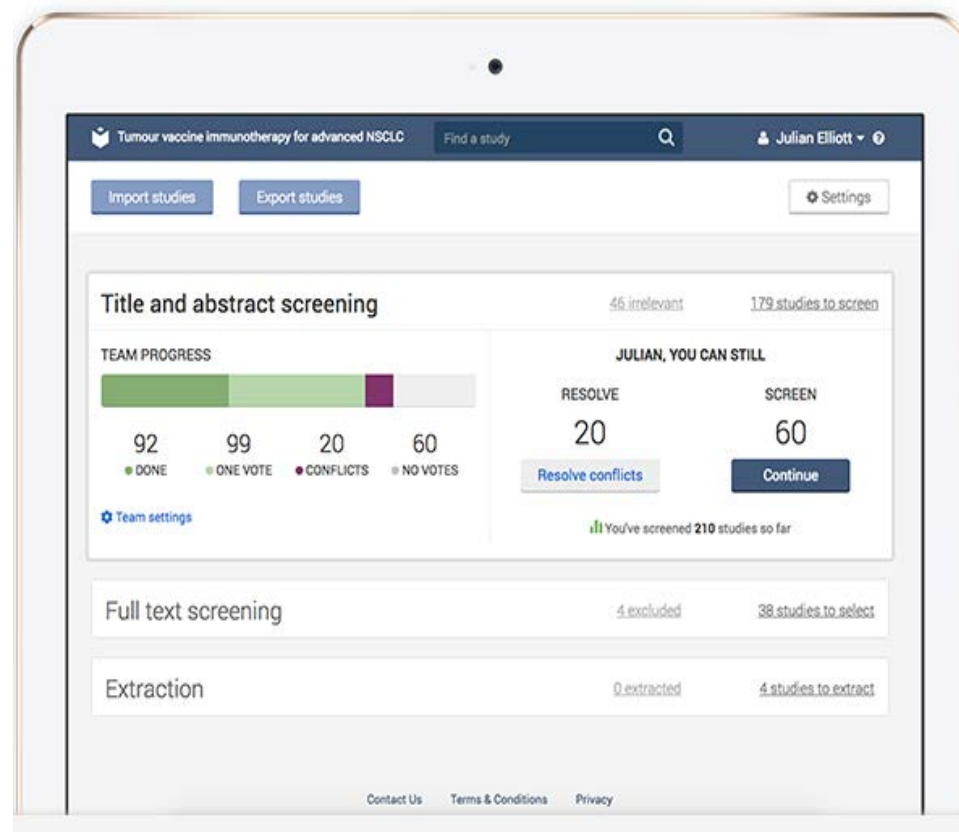 Tumour vaccine immunotherapy for advanced NSCLC Find a study Julian Elliott
Import studies Export studies Settings
Title and abstract screening 46 irrelevant 179 studies to screen
TEAM PROGRESS JULIAN, YOU CAN STILL
RESOLVE SCREEN
92 99 20 60 20 60
DONE ONE VOTE CONFLICTS NO VOTES Resolve conflicts Continue
Team settings You've screened 210 studies so far
Full text screening 4 excluded 38 studies to select
Extraction 0 extracted 4 studies to extract
Contact Us Terms & Conditions Privacy